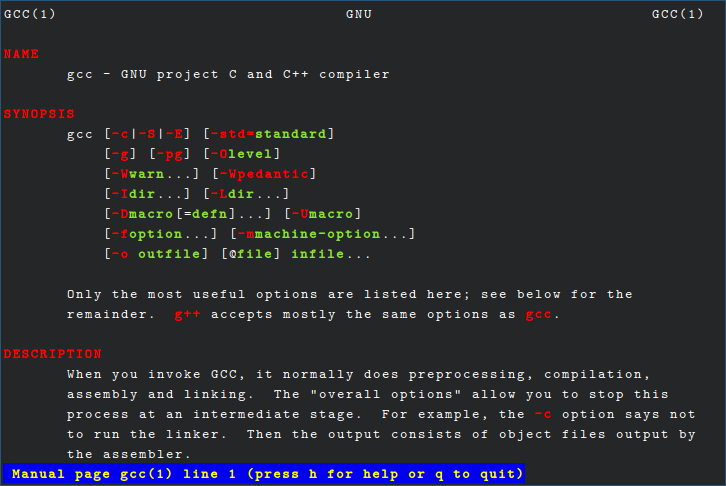 GCC(1) GNU GCC(1)
NAME
gcc - GNU project C and C++ compiler
SYNOPSIS
gcc [-c|-S|-E] [-std=standard]
[-g] [-pg] [-Olevel]
[-Wwarn...] [-Wpedantic]
[-Idir...] [-Ldir...]
[-Dmacro[=defn]...] [-Umacro]
[-foption...] [-mmachine-option...]
[-o outfile] [@file] infile...
Only the most useful options are listed here; see below for the
remainder.  g++ accepts mostly the same options as gcc.
DESCRIPTION
When you invoke GCC, it normally does preprocessing, compilation,
assembly and linking.  The "overall options" allow you to stop this
process at an intermediate stage.  For example, the -c option says not
to run the linker.  Then the output consists of object files output by
the assembler.
Manual page gcc(1) line 1 (press h for help or q to quit)